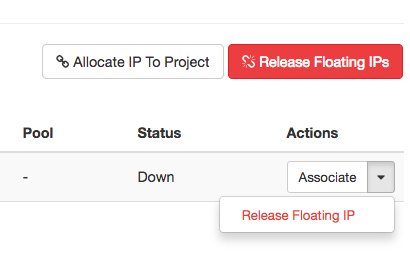 Allocate IP To Project Release Floating IPs
Pool Status Actions
- Down Associate
Release Floating IP